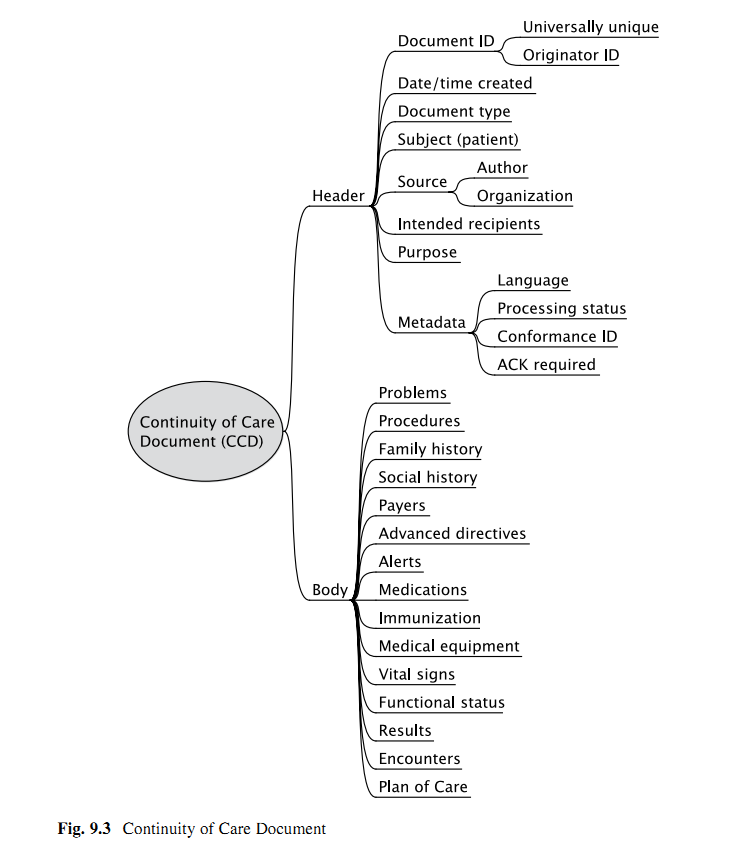 Universally unique
Document ID
Originator ID
Date/time created
Document type
Subject (patient)
Author
Source
Organization
Header
Intended recipients
Purpose
Language
Processing status
Metadata
Conformance ID
ACK required
Continuity of Care
Document (CCD)
Problems
Procedures
Family history
Social history
Payers
Advanced directives
Alerts
Body
Medications
Immunization
Medical equipment
Vital signs
Functional status
Results
Encounters
Plan of Care
Fig. 9.3 Continuity of Care Document